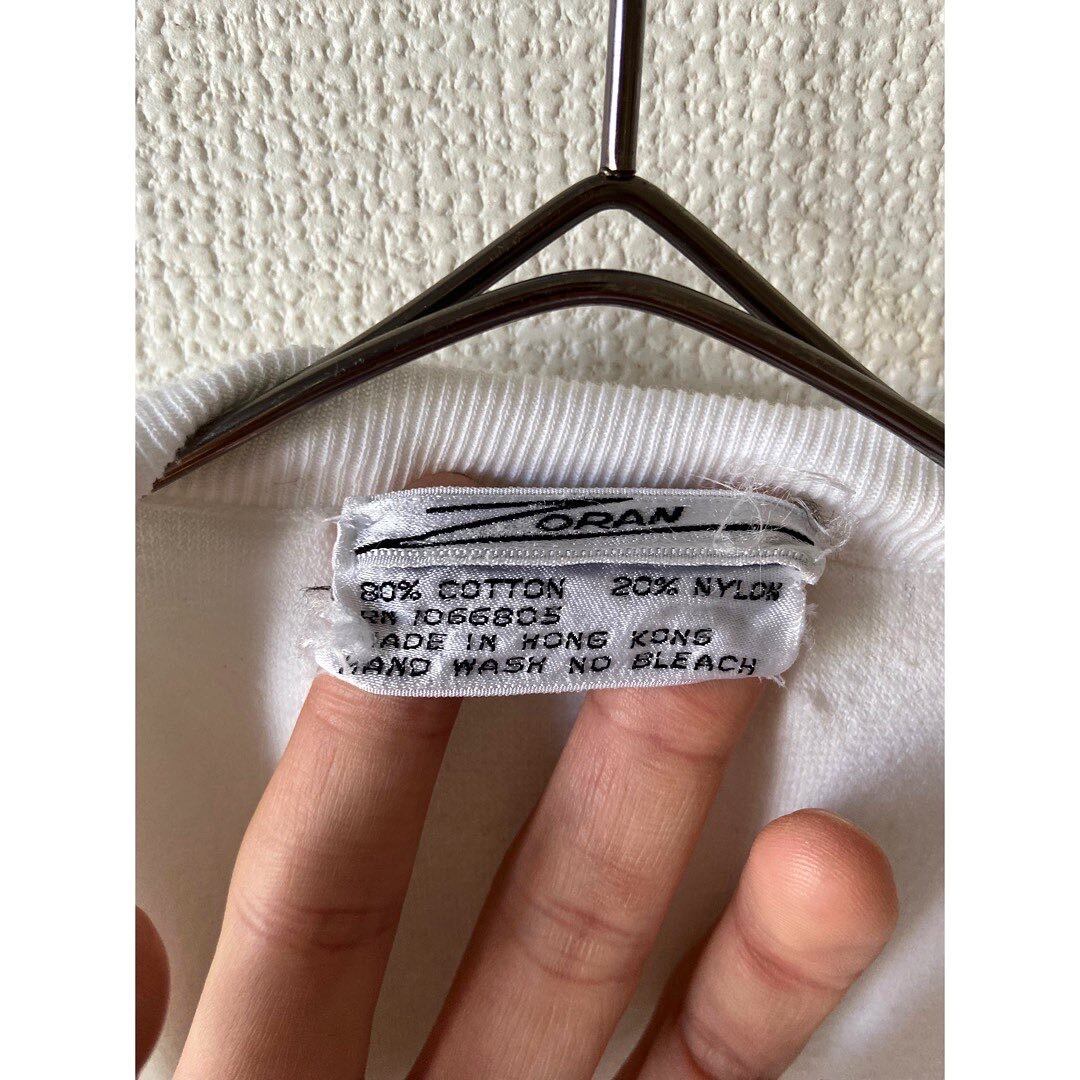 ZORAN
80% COTTON 20% NYLON
RN 1066805
MADE IN HONG KONG
HAND WASH NO BLEACH